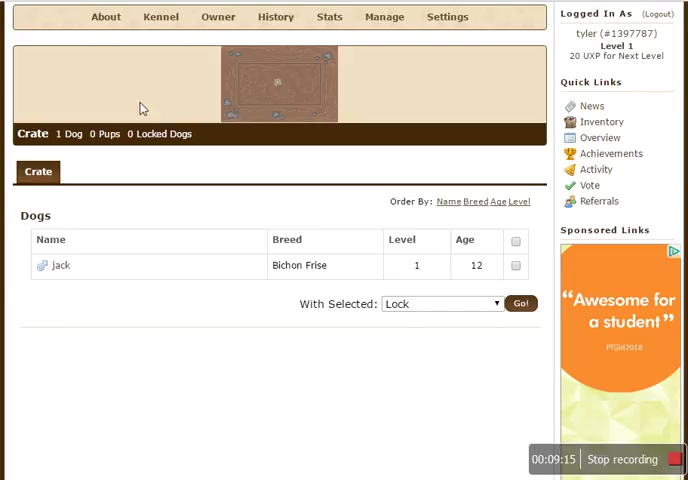 About Kennel Owner History Stats Manage Settings
Crate 1 Dog 0 Pups 0 Locked Dogs
Crate
Order By: Name Breed Age Level
Dogs
Name Breed Level Age
jack Bichon Frise 1 12
With Selected: Lock Go!
Logged In As (Logout)
tyler (#1397787)
Level 1
20 UXP for Next Level
Quick Links
News
Inventory
Overview
Achievements
Activity
Vote
Referrals
Sponsored Links
“Awesome for
a student”
PTGirl2018
00:09:15 Stop recording